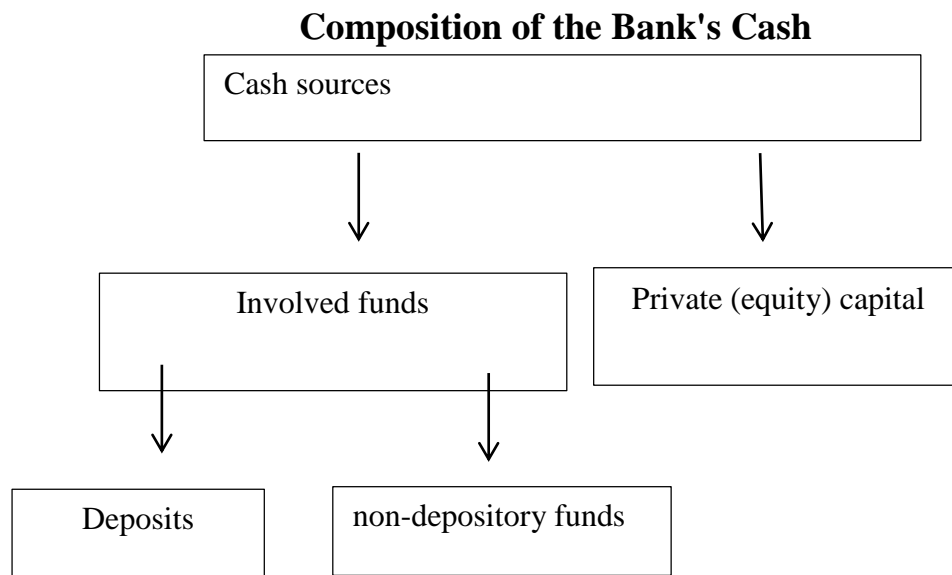 Composition of the Bank's Cash
Cash sources
Involved funds
Private (equity) capital
Deposits
non-depository funds